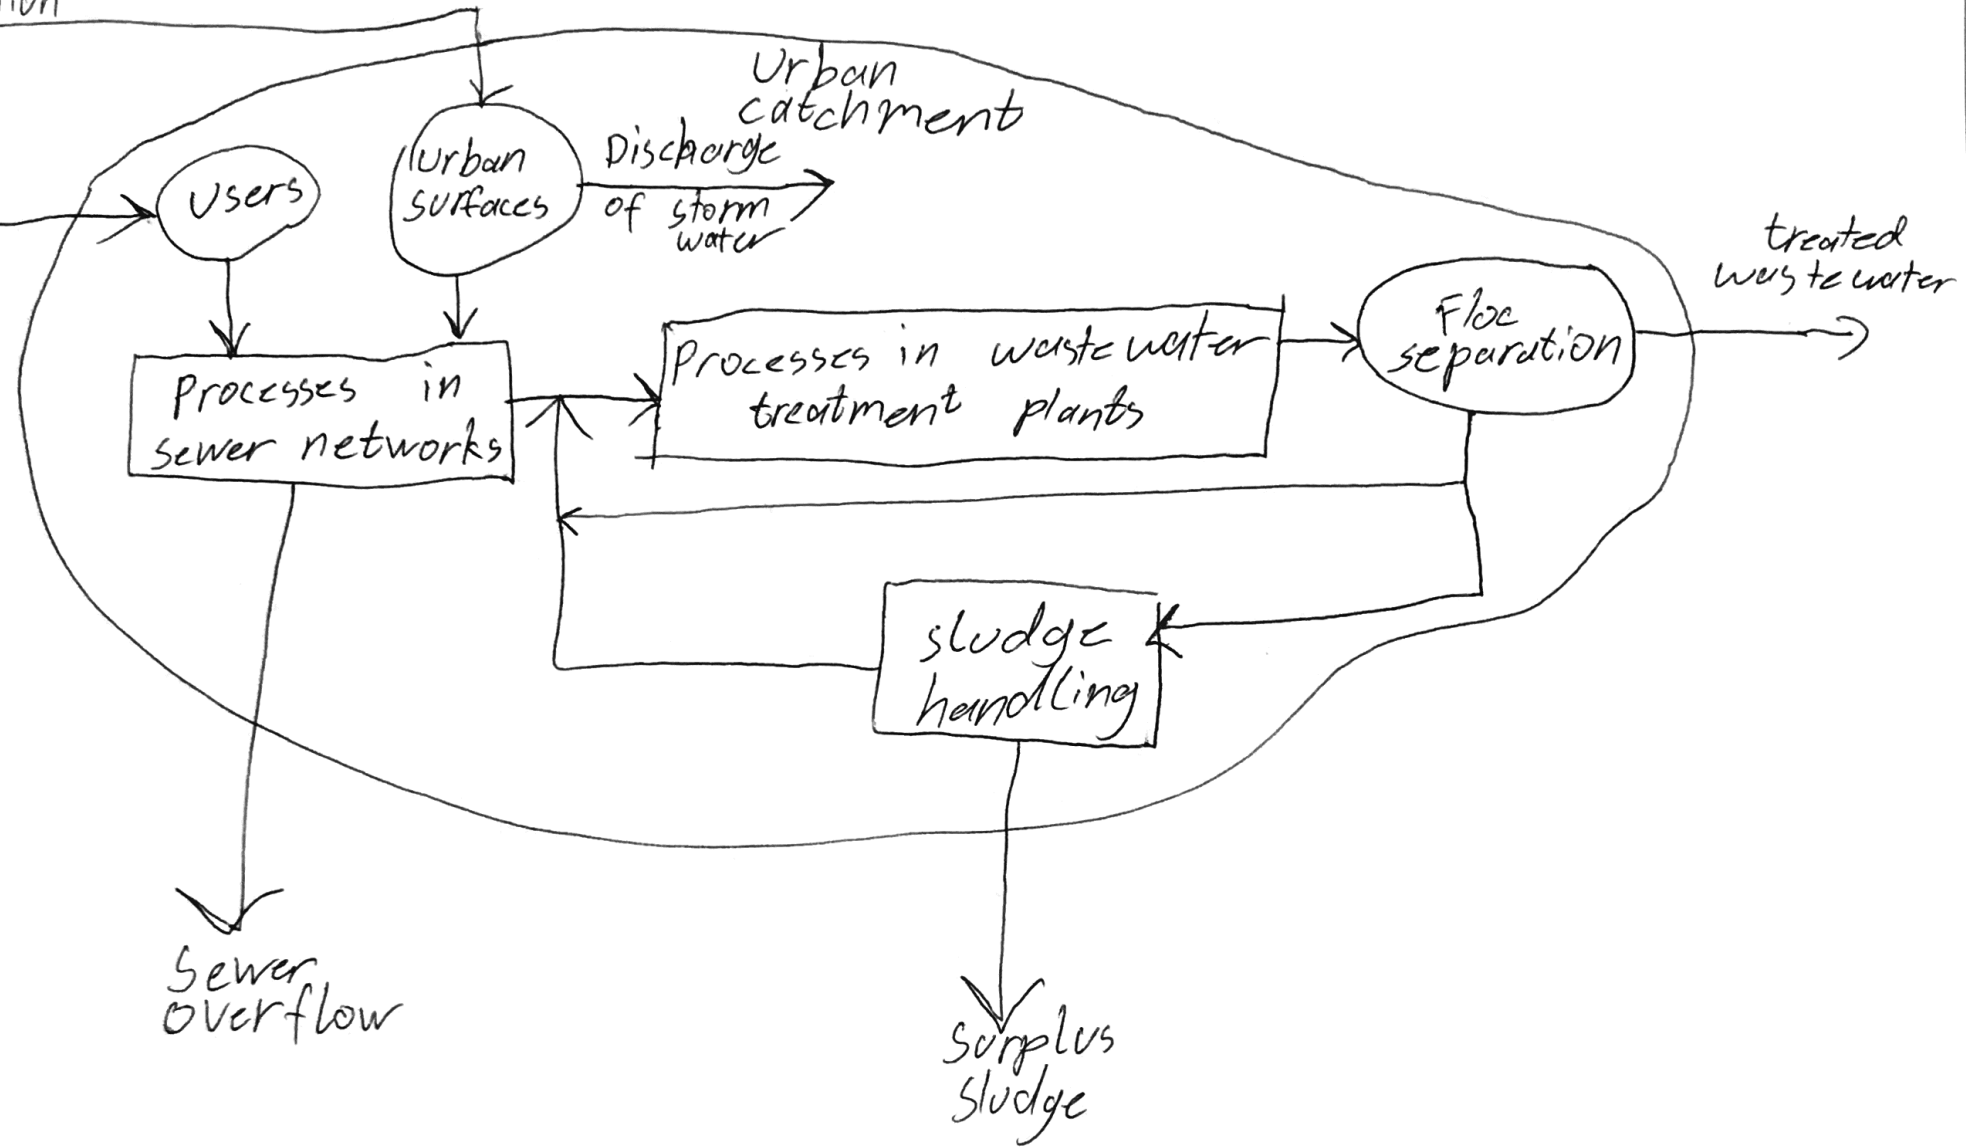 Urban
catchment
Users
Urban
surfaces
Discharge
of storm
water
treated
wastewater
Floc
separation
Processes in wastewater
treatment plants
Processes in
sewer networks
sludge
handling
Sewer
overflow
Surplus
sludge